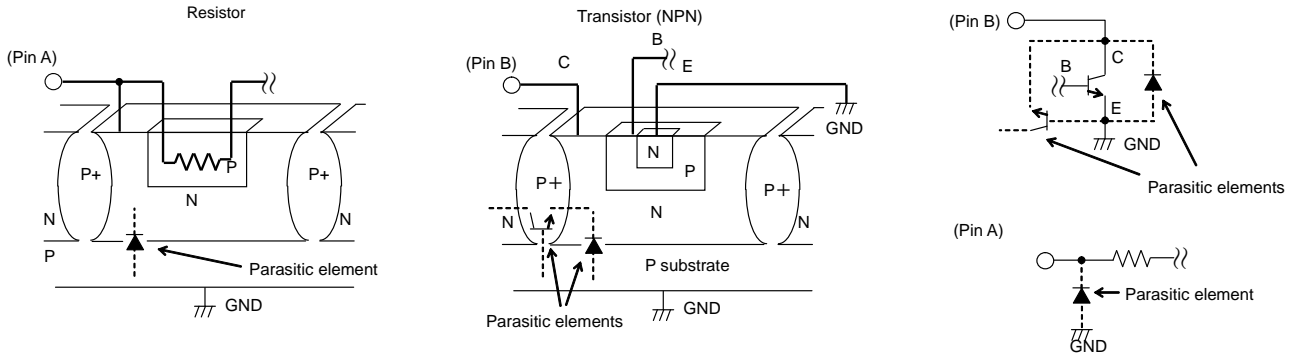 Resistor
(Pin A)
P+
P
P+
N
N
N
P
Parasitic element
GND
Transistor (NPN)
(Pin B)
C
B
E
GND
N
P
P+
P+
N
N
N
P substrate
Parasitic elements
GND
(Pin B)
C
B
E
GND
Parasitic elements
(Pin A)
Parasitic element
GND